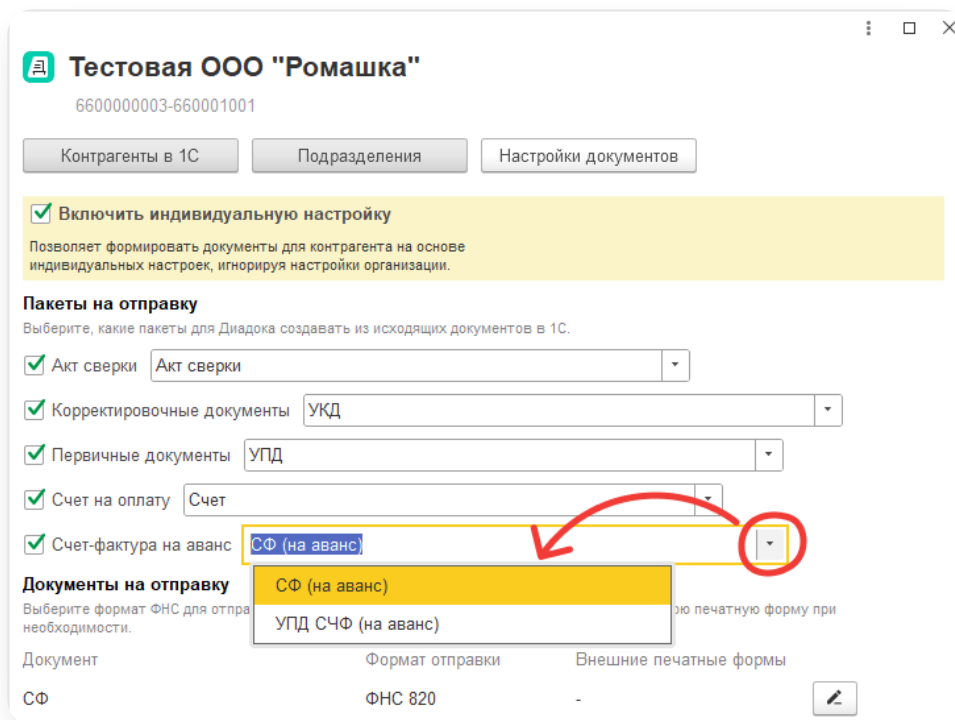 Тестовая ООО "Ромашка"
6600000003-660001001
Контрагенты в 1С
Подразделения
Настройки документов
Включить индивидуальную настройку
Позволяет формировать документы для контрагента на основе
индивидуальных настроек, игнорируя настройки организации.
Пакеты на отправку
Выберите, какие пакеты для Диадока создавать из исходящих документов в 1С.
Акт сверки Акт сверки
Корректировочные документы УКД
Первичные документы УПД
Счет на оплату Счет
Счет-фактура на аванс СФ (на аванс)
СФ (на аванс)
УПД СЧФ (на аванс)
Документы на отправку
Выберите формат ФНС для печатную форму при
необходимости.
Документ Формат отправки Внешние печатные формы
СФ ФНС 820 -